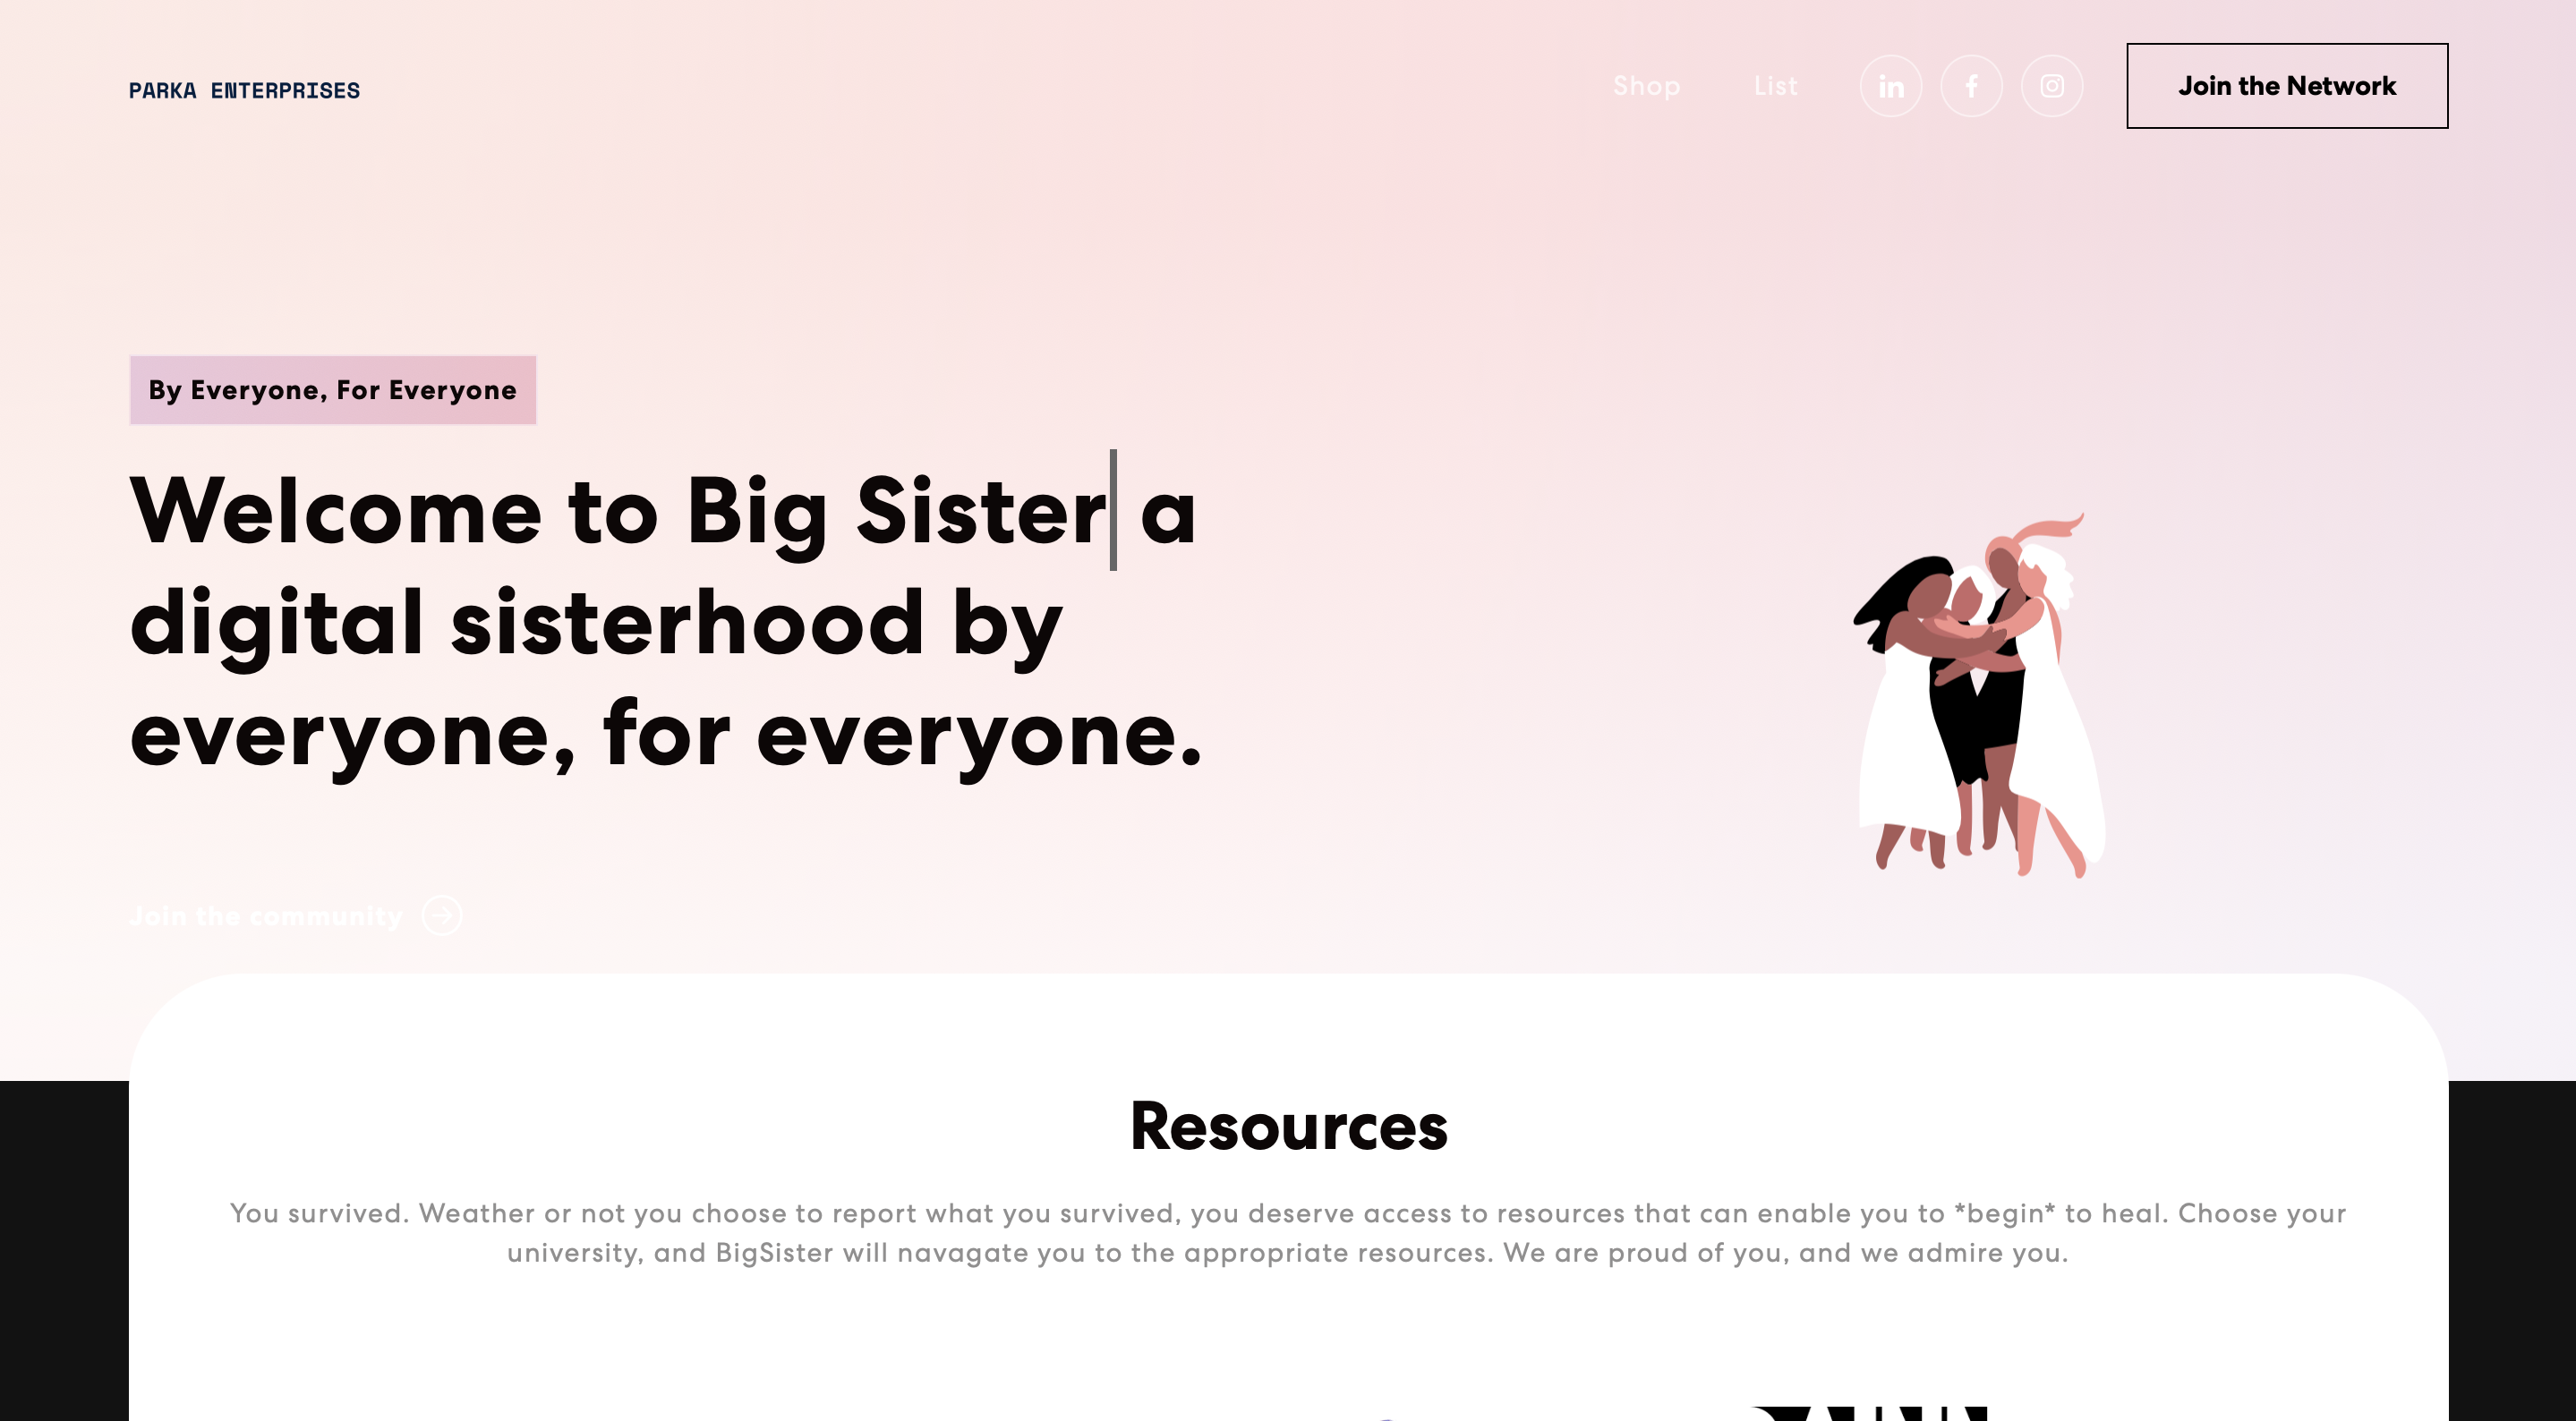 PARKA ENTERPRISES
Shop
List
Join the Network
By Everyone, For Everyone
Welcome to Big Sister a
digital sisterhood by
everyone, for everyone.
Join the community
Resources
You survived. Weather or not you choose to report what you survived, you deserve access to resources that can enable you to *begin* to heal. Choose your
university, and BigSister will navagate you to the appropriate resources. We are proud of you, and we admire you.